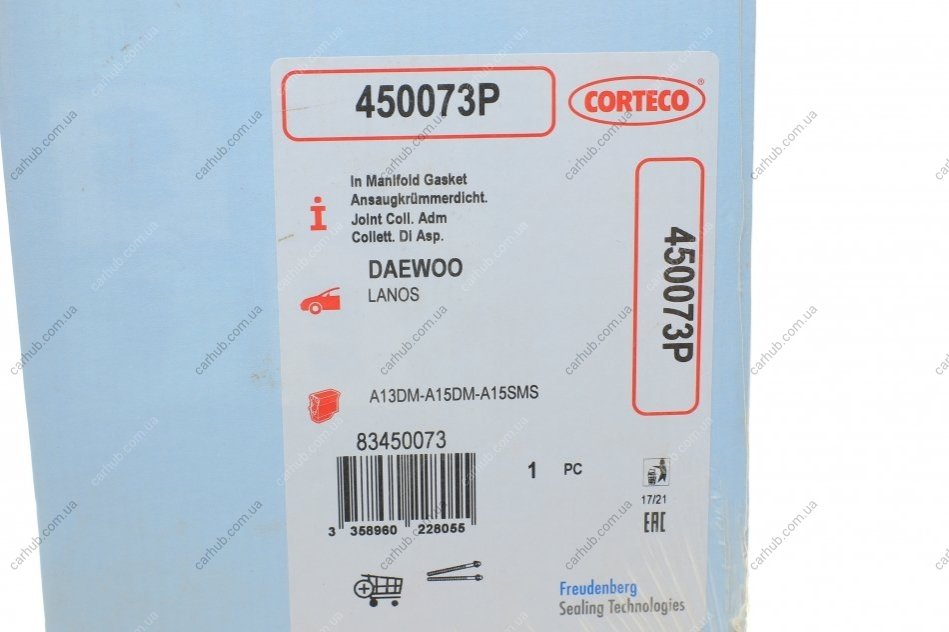 450073P
CORTECO®
In Manifold Gasket
Ansaugkrümmerdicht.
Joint Coll. Adm
Collett. Di Asp.
DAEWOO
LANOS
450073P
A13DM-A15DM-A15SMS
83450073
1 PC
3 358960 228055
17/21
EAC
Freudenberg
Sealing Technologies
carhub.com.ua